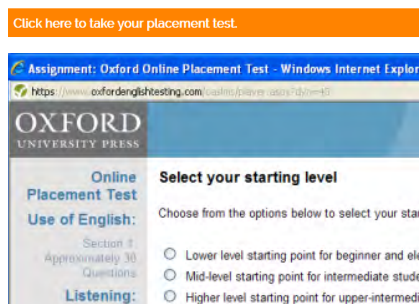 Click here to take your placement test.
Assignment: Oxford Online Placement Test - Windows Internet Explor
https://www.oxfordenglishtesting.com/
OXFORD
UNIVERSITY PRESS
Online
Placement Test
Use of English:
Section 1:
Approximately 30
Questions
Listening:
Select your starting level
Choose from the options below to select your star
Lower level starting point for beginner and ele
Mid-level starting point for intermediate stude
Higher level starting point for upper-intermedi